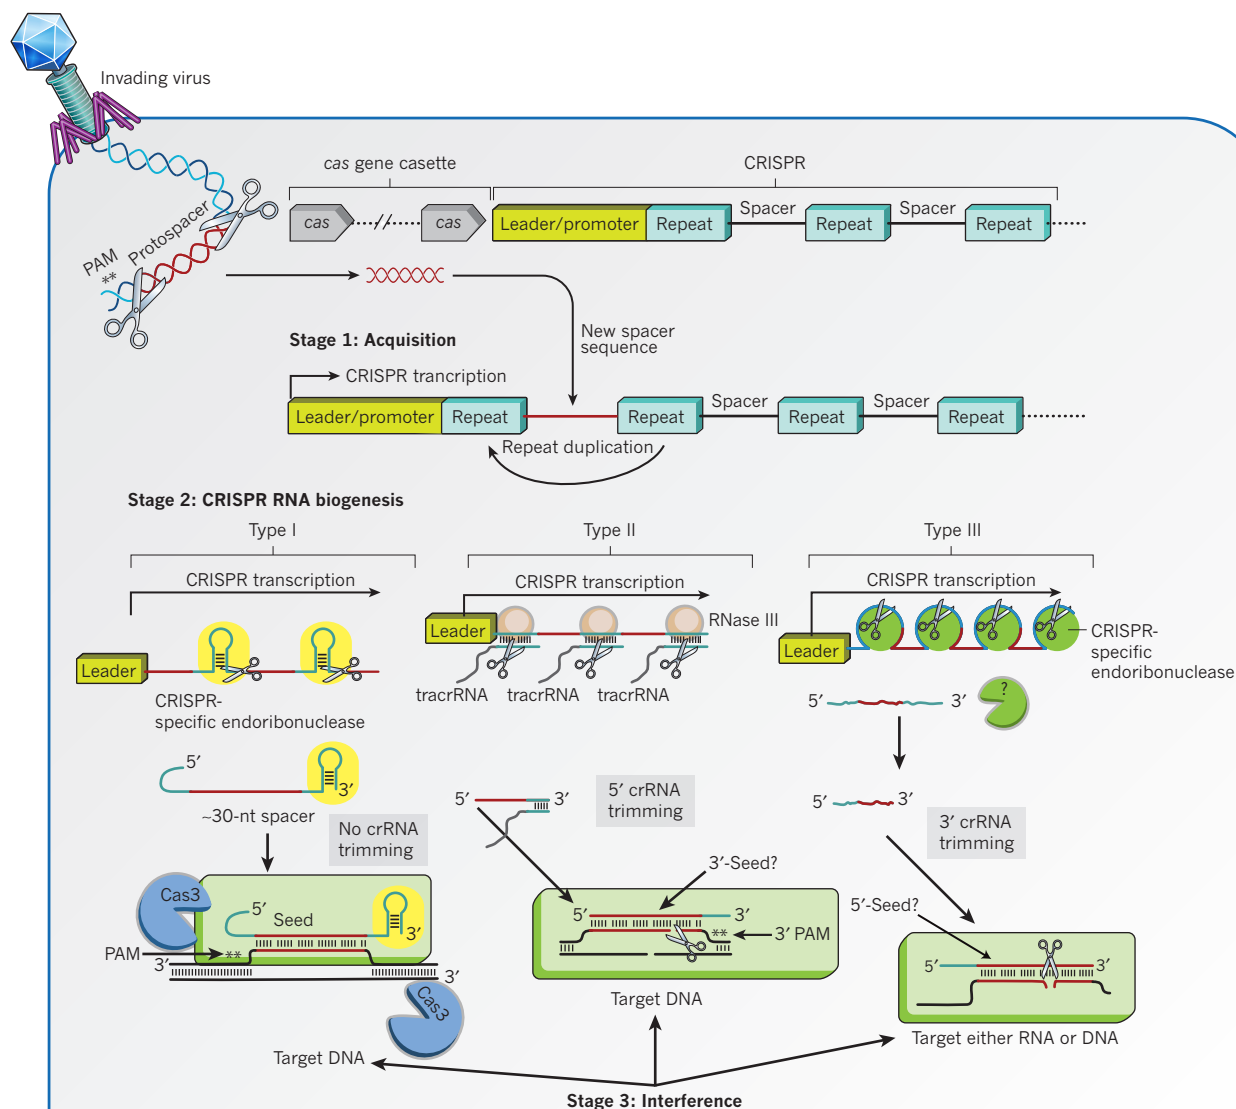 Invading virus
cas gene casette
CRISPR
PAM
**
Protospacer
cas
cas
Leader/promoter
Repeat
Spacer
Repeat
Spacer
Repeat
Stage 1: Acquisition
New spacer
sequence
CRISPR trancription
Leader/promoter
Repeat
Repeat
Spacer
Repeat
Spacer
Repeat
Repeat duplication
Stage 2: CRISPR RNA biogenesis
Type I
CRISPR transcription
Leader
CRISPR-
specific endoribonuclease
5′
3′
~30-nt spacer
No crRNA
trimming
Cas3
5′
Seed
3′
PAM
**
3′
3′
Cas3
Target DNA
Type II
CRISPR transcription
Leader
RNase III
tracrRNA
tracrRNA
tracrRNA
5′
3′
5′ crRNA
trimming
3′-Seed?
5′
3′
**
3′ PAM
Target DNA
Type III
CRISPR transcription
Leader
CRISPR-
specific
endoribonuclease
5′
3′
?
5′
3′
3′ crRNA
trimming
5′-Seed?
5′
3′
Target either RNA or DNA
Stage 3: Interference